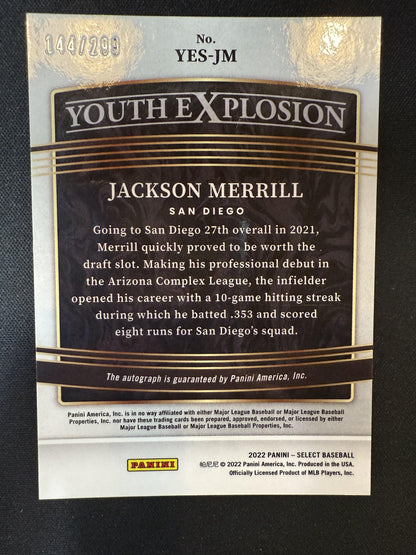 144/299
No.
YES-JM
YOUTH EXPLOSION
JACKSON MERRILL
SAN DIEGO
Going to San Diego 27th overall in 2021,
Merrill quickly proved to be worth the
draft slot. Making his professional debut in
the Arizona Complex League, the infielder
opened his career with a 10-game hitting streak
during which he batted .353 and scored
eight runs for San Diego's squad.
The autograph is guaranteed by Panini America, Inc.
Panini America, Inc. is in no way affiliated with either Major League Baseball or Major League Baseball
Properties, Inc. nor have these trading cards been prepared, approved, endorsed, or licensed by either
Major League Baseball or Major League Baseball Properties, Inc.
PANINI
2022 PANINI – SELECT BASEBALL
帕尼尼 © 2022 Panini America, Inc. Produced in the USA.
Officially Licensed Product of MLB Players, Inc.